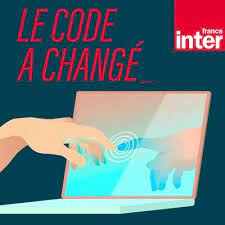 LE CODE
A CHANGÉ
france
inter